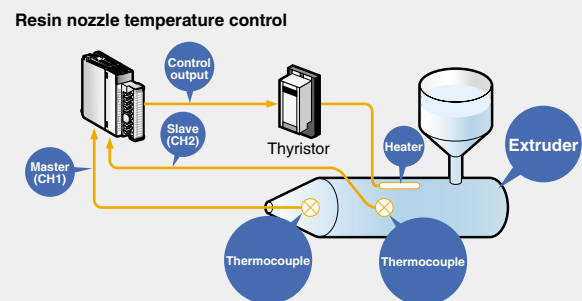 Resin nozzle temperature control
Control
output
Slave
(CH2)
Thyristor
Heater
Extruder
Master
(CH1)
Thermocouple
Thermocouple